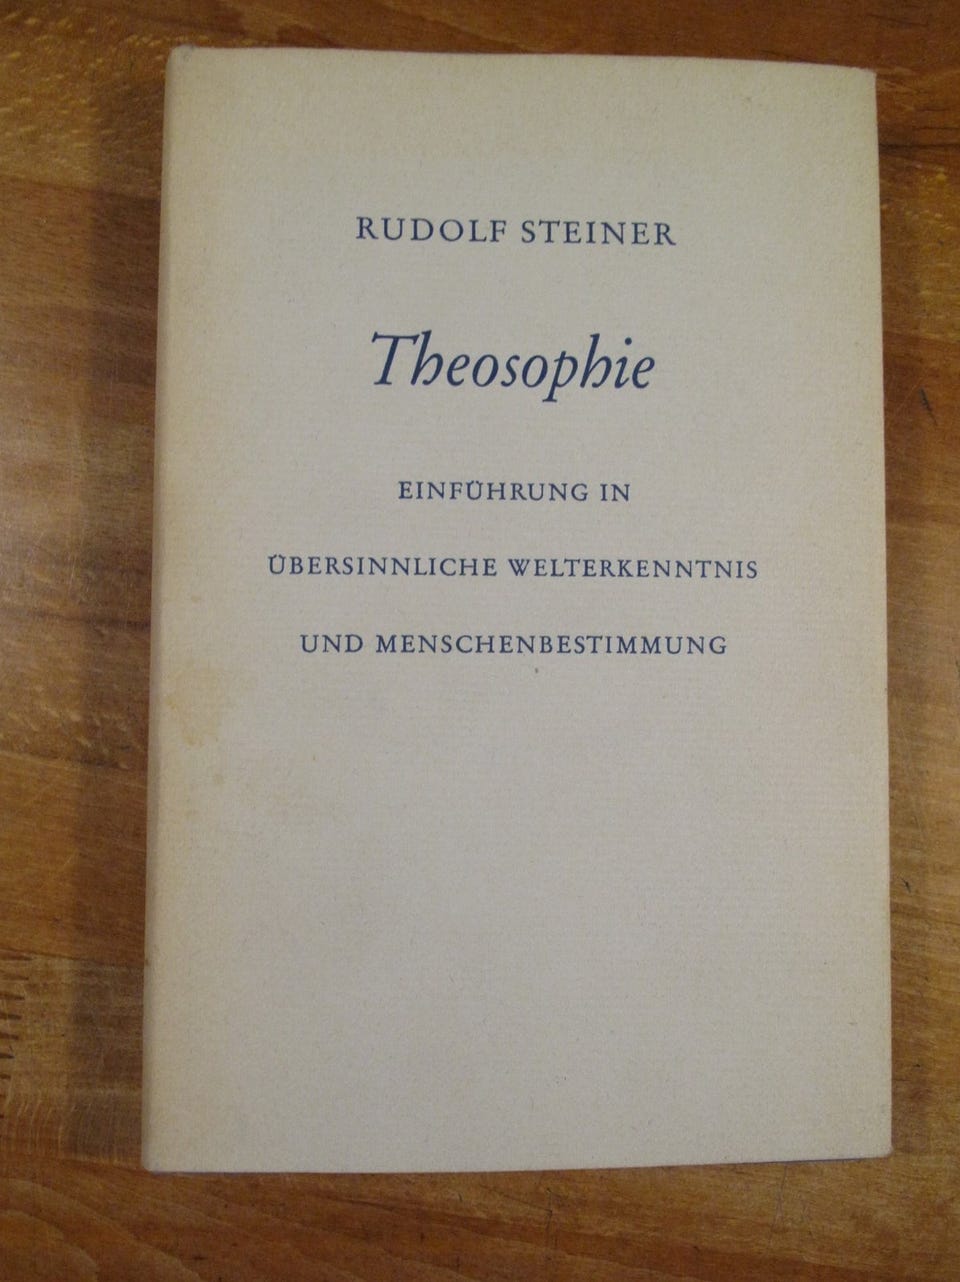 RUDOLF STEINER
Theosophie
EINFÜHRUNG IN
ÜBERSINNLICHE WELTERKENNTNIS
UND MENSCHENBESTIMMUNG